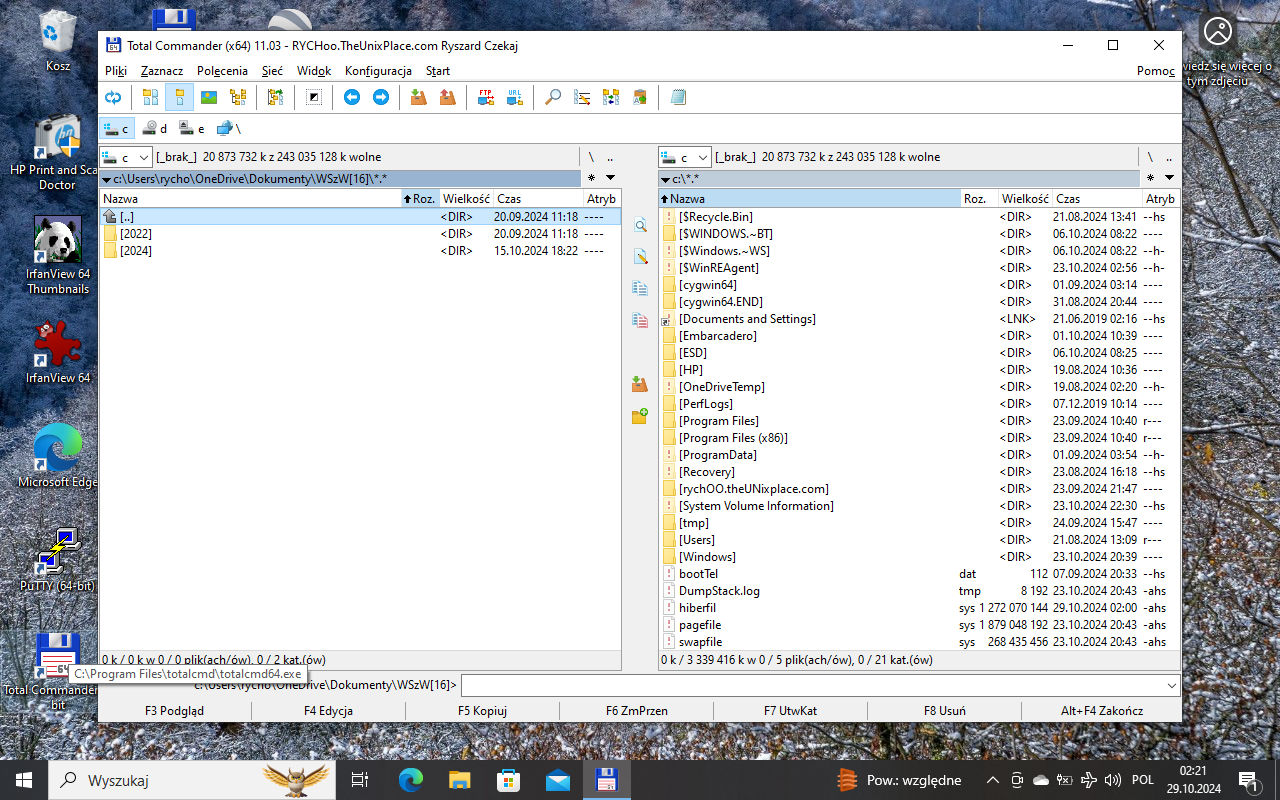 Kosz
HP Print and Sca
Doctor
IrfanView 64
Thumbnails
IrfanView 64
Microsoft Edge
PuTTY (64-bit)
Total Commander
bit
wiedz się więcej o
tym zdjęciu
Total Commander (x64) 11.03 - RYCHoo.TheUnixPlace.com Ryszard Czekaj
Pliki Zaznacz Polecenia Sieć Widok Konfiguracja Start Pomoc
FTP URL
c d e \
c [_brak_] 20 873 732 k z 243 035 128 k wolne \ ..
c:\Users\rycho\OneDrive\Dokumenty\WSzW[16]\*.* *
Nazwa Roz. Wielkość Czas Atryb
[..] <DIR> 20.09.2024 11:18 ----
[2022] <DIR> 20.09.2024 11:18 ----
[2024] <DIR> 15.10.2024 18:22 ----
0 k / 0 k w 0 / 0 plik(ach/ów), 0 / 2 kat.(ów)
c [_brak_] 20 873 732 k z 243 035 128 k wolne \ ..
c:\*.* *
Nazwa Roz. Wielkość Czas Atryb
[$Recycle.Bin] <DIR> 21.08.2024 13:41 --hs
[$WINDOWS.~BT] <DIR> 06.10.2024 08:22 ----
[$Windows.~WS] <DIR> 06.10.2024 08:22 --h-
[$WinREAgent] <DIR> 23.10.2024 02:56 --h-
[cygwin64] <DIR> 01.09.2024 03:14 ----
[cygwin64.END] <DIR> 31.08.2024 20:44 ----
[Documents and Settings] <LNK> 21.06.2019 02:16 --hs
[Embarcadero] <DIR> 01.10.2024 10:39 ----
[ESD] <DIR> 06.10.2024 08:25 ----
[HP] <DIR> 19.08.2024 10:36 ----
[OneDriveTemp] <DIR> 19.08.2024 02:20 --h-
[PerfLogs] <DIR> 07.12.2019 10:14 ----
[Program Files] <DIR> 23.09.2024 10:40 r---
[Program Files (x86)] <DIR> 23.09.2024 10:40 r---
[ProgramData] <DIR> 01.09.2024 03:54 --h-
[Recovery] <DIR> 23.08.2024 16:18 --hs
[rychOO.theUNixplace.com] <DIR> 23.09.2024 21:47 ----
[System Volume Information] <DIR> 23.10.2024 22:30 --hs
[tmp] <DIR> 24.09.2024 15:47 ----
[Users] <DIR> 21.08.2024 13:09 r---
[Windows] <DIR> 23.10.2024 20:39 ----
bootTel dat 112 07.09.2024 20:33 --hs
DumpStack.log tmp 8 192 23.10.2024 20:43 -ahs
hiberfil sys 1 272 070 144 29.10.2024 02:00 -ahs
pagefile sys 1 879 048 192 23.10.2024 20:43 -ahs
swapfile sys 268 435 456 23.10.2024 20:43 -ahs
0 k / 3 339 416 k w 0 / 5 plik(ach/ów), 0 / 21 kat.(ów)
C:\Program Files\totalcmd\totalcmd64.exe
c:\Users\rycho\OneDrive\Dokumenty\WSzW[16]>
F3 Podgląd F4 Edycja F5 Kopiuj F6 ZmPrzen F7 UtwKat F8 Usuń Alt+F4 Zakończ
Wyszukaj
Pow.: względne
POL
02:21
29.10.2024
1